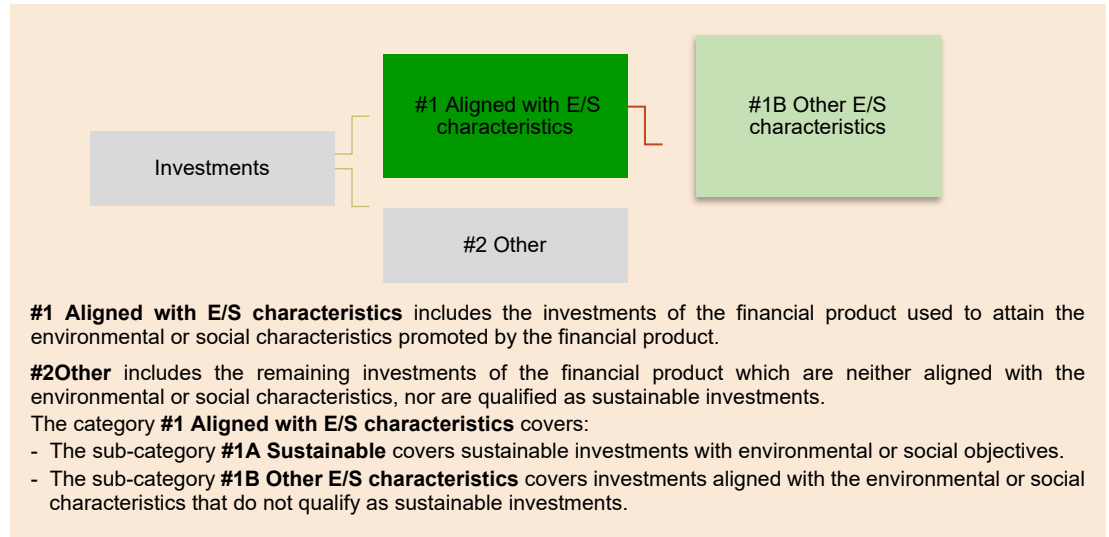 #1 Aligned with E/S
characteristics
#1B Other E/S
characteristics
Investments
#2 Other
#1 Aligned with E/S characteristics includes the investments of the financial product used to attain the
environmental or social characteristics promoted by the financial product.
#2Other includes the remaining investments of the financial product which are neither aligned with the
environmental or social characteristics, nor are qualified as sustainable investments.
The category #1 Aligned with E/S characteristics covers:
- The sub-category #1A Sustainable covers sustainable investments with environmental or social objectives.
- The sub-category #1B Other E/S characteristics covers investments aligned with the environmental or social
characteristics that do not qualify as sustainable investments.